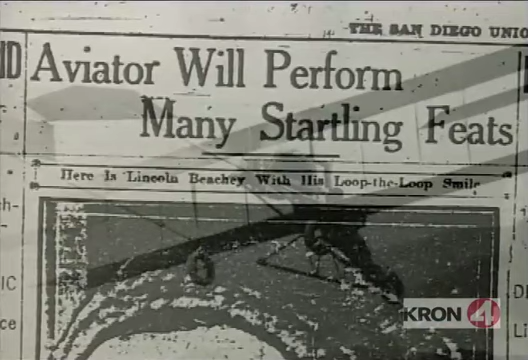 THE SAN DIEGO UNIO
Aviator Will Perform
Many Startling Feats
Here Is Lincoln Beachey With His Loop-the-Loop Smile
KRON 4